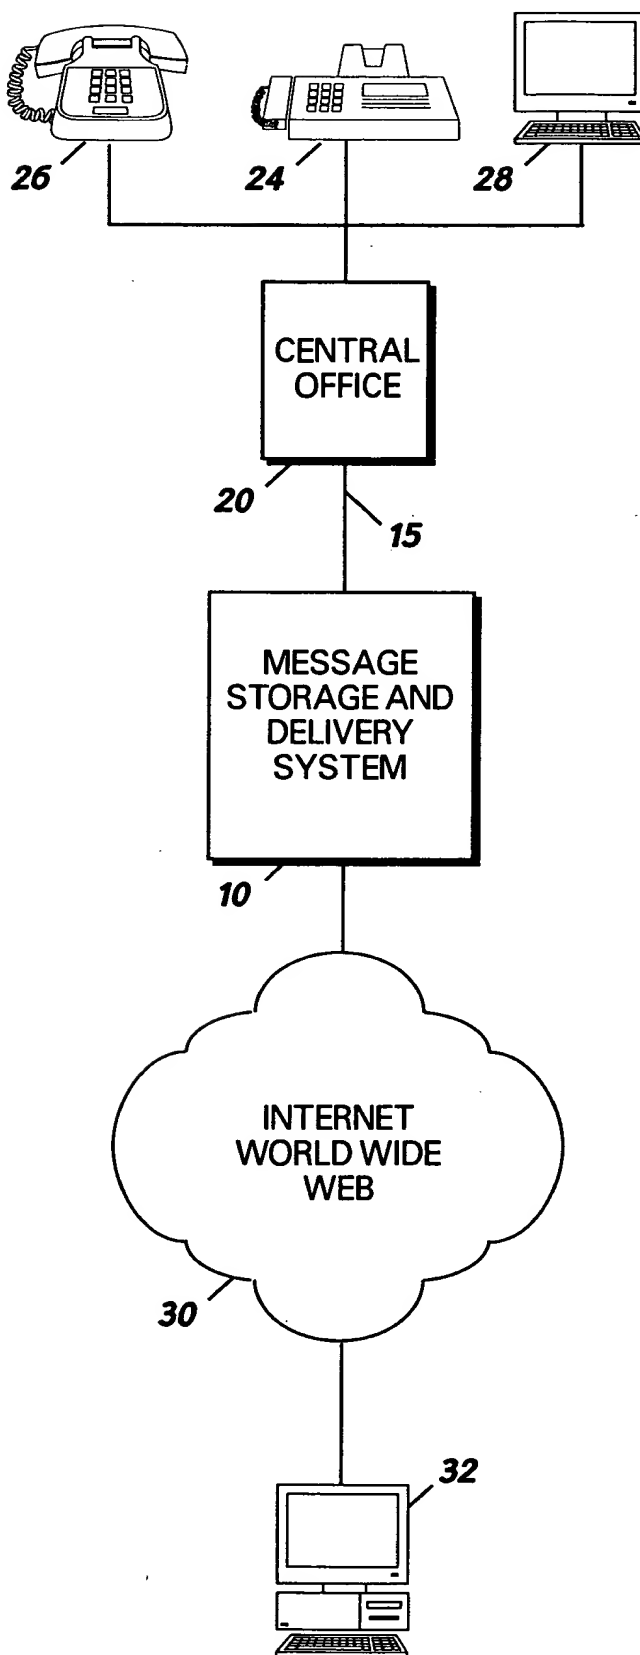 26
24
28
CENTRAL
OFFICE
20
15
MESSAGE
STORAGE AND
DELIVERY
SYSTEM
10
INTERNET
WORLD WIDE
WEB
30
32